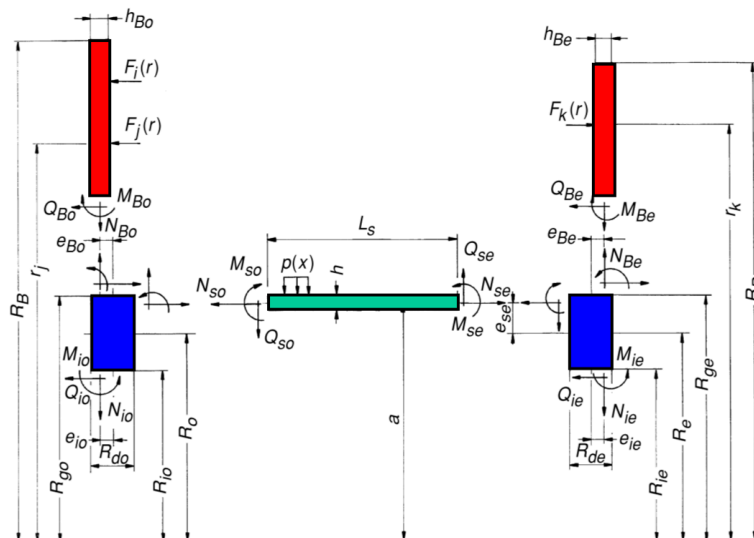 h_Bo
h_Be
F_i(r)
F_j(r)
F_k(r)
M_Bo
Q_Bo
N_Bo
e_Bo
r_j
R_B
L_s
M_so
p(x)
h
Q_se
N_so
N_se
M_se
e_se
Q_so
Q_Be
M_Be
e_Be
N_Be
r_k
M_io
Q_io
N_io
e_io
R_do
R_go
R_io
R_o
a
M_ie
Q_ie
N_ie
e_ie
R_de
R_ie
R_e
R_ge